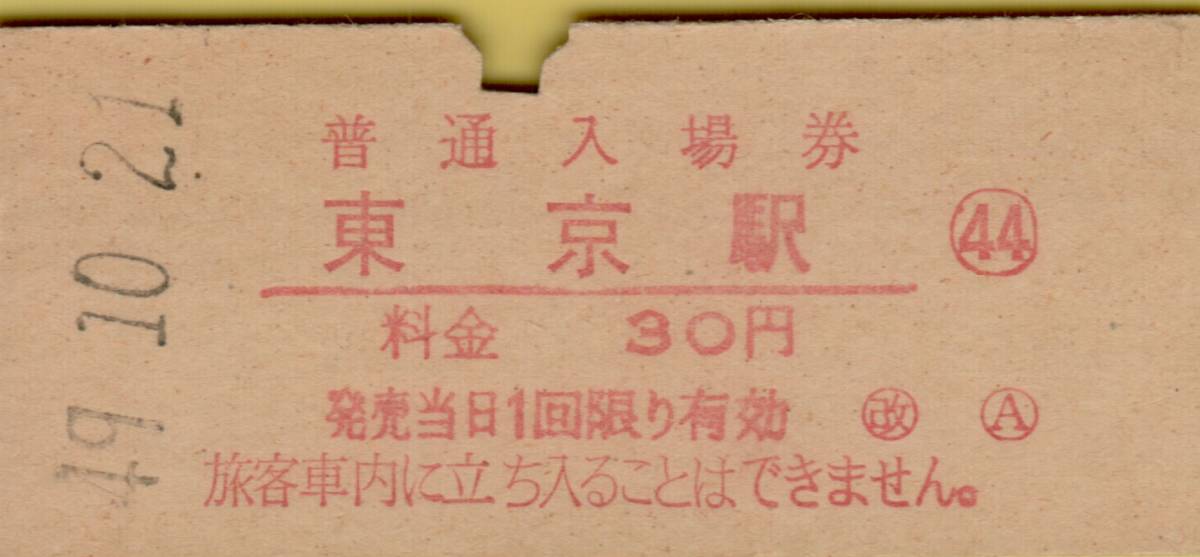 49 10 21
普通入場券
東京駅 ㊹
料金 30円
発売当日1回限り有効 改 Ⓐ
旅客車内に立ち入ることはできません。